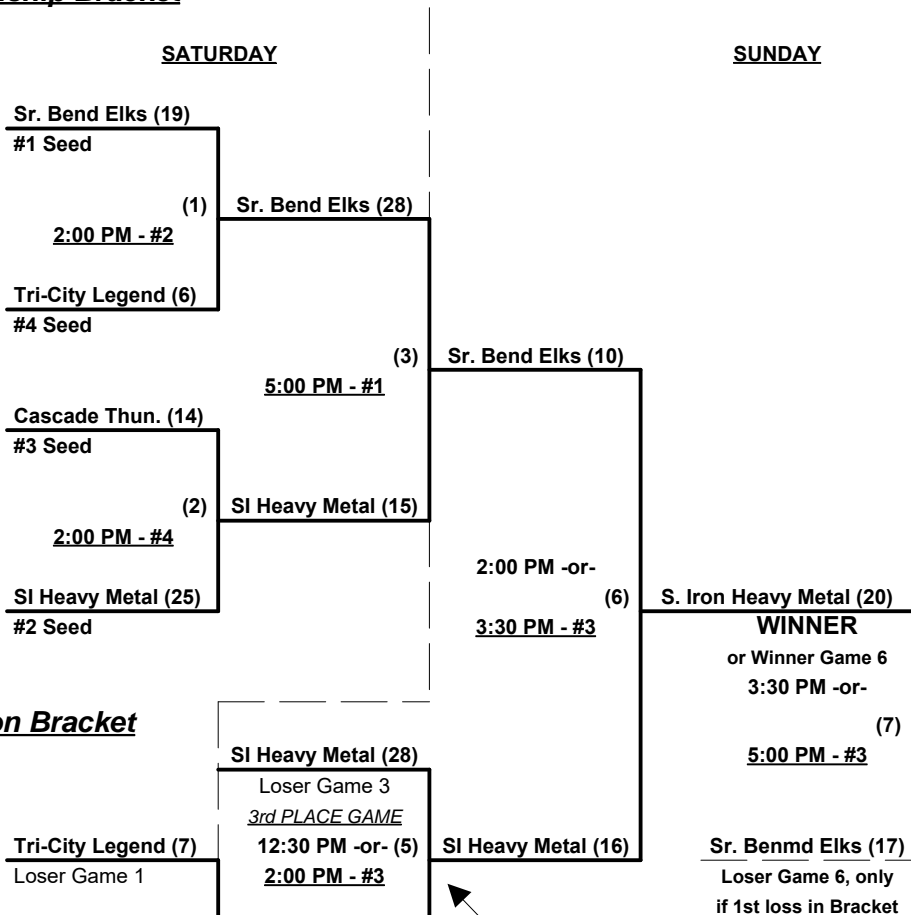 SATURDAY
SUNDAY
Sr. Bend Elks (19)
#1 Seed
(1)
Sr. Bend Elks (28)
2:00 PM - #2
Tri-City Legend (6)
#4 Seed
(3)
Sr. Bend Elks (10)
5:00 PM - #1
Cascade Thun. (14)
#3 Seed
(2)
SI Heavy Metal (15)
2:00 PM - #4
2:00 PM -or-
SI Heavy Metal (25)
(6)
S. Iron Heavy Metal (20)
#2 Seed
3:30 PM - #3
WINNER
or Winner Game 6
3:30 PM -or-
on Bracket
(7)
SI Heavy Metal (28)
5:00 PM - #3
Loser Game 3
3rd PLACE GAME
Tri-City Legend (7)
12:30 PM -or- (5)
SI Heavy Metal (16)
Sr. Benmd Elks (17)
Loser Game 1
2:00 PM - #3
Loser Game 6, only
if 1st loss in Bracket